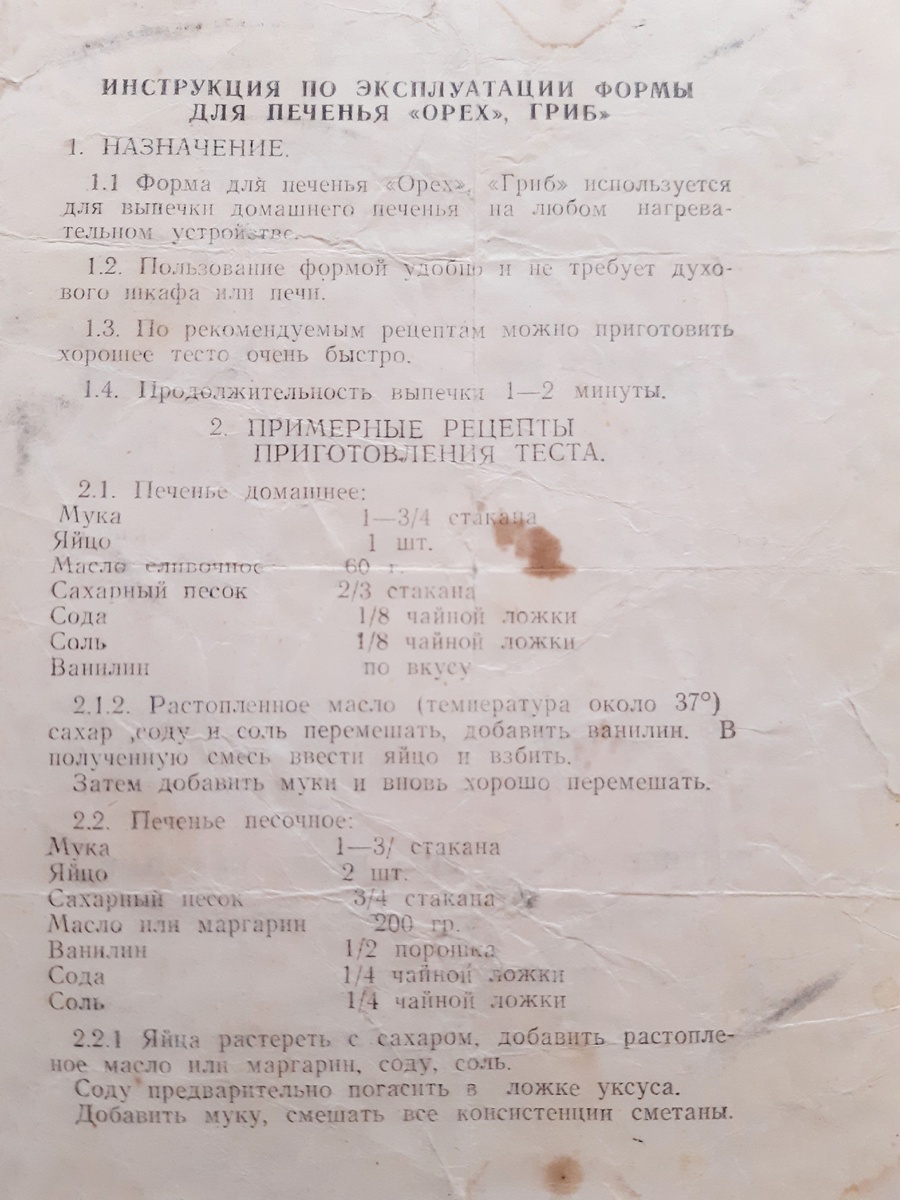 ИНСТРУКЦИЯ ПО ЭКСПЛУАТАЦИИ ФОРМЫ
ДЛЯ ПЕЧЕНЬЯ «ОРЕХ», ГРИБ»
1. НАЗНАЧЕНИЕ.
1.1 Форма для печенья «Орех», «Гриб» используется
для выпечки домашнего печенья на любом нагрева-
тельном устройстве.
1.2. Пользование формой удобно и не требует духо-
вого шкафа или печи.
1.3. По рекомендуемым рецептам можно приготовить
хорошее тесто очень быстро.
1.4. Продолжительность выпечки 1—2 минуты.
2. ПРИМЕРНЫЕ РЕЦЕПТЫ
ПРИГОТОВЛЕНИЯ ТЕСТА.
2.1. Печенье домашнее:
Мука 1—3/4 стакана
Яйцо 1 шт.
Масло сливочное 60 г.
Сахарный песок 2/3 стакана
Сода 1/8 чайной ложки
Соль 1/8 чайной ложки
Ванилин по вкусу
2.1.2. Растопленное масло (температура около 37°)
сахар ,соду и соль перемешать, добавить ванилин. В
полученную смесь ввести яйцо и взбить.
Затем добавить муки и вновь хорошо перемешать.
2.2. Печенье песочное:
Мука 1—3/ стакана
Яйцо 2 шт.
Сахарный песок 3/4 стакана
Масло или маргарин 200 гр.
Ванилин 1/2 порошка
Сода 1/4 чайной ложки
Соль 1/4 чайной ложки
2.2.1 Яйца растереть с сахаром, добавить растопле-
ное масло или маргарин, соду, соль.
Соду предварительно погасить в ложке уксуса.
Добавить муку, смешать все консистенции сметаны.